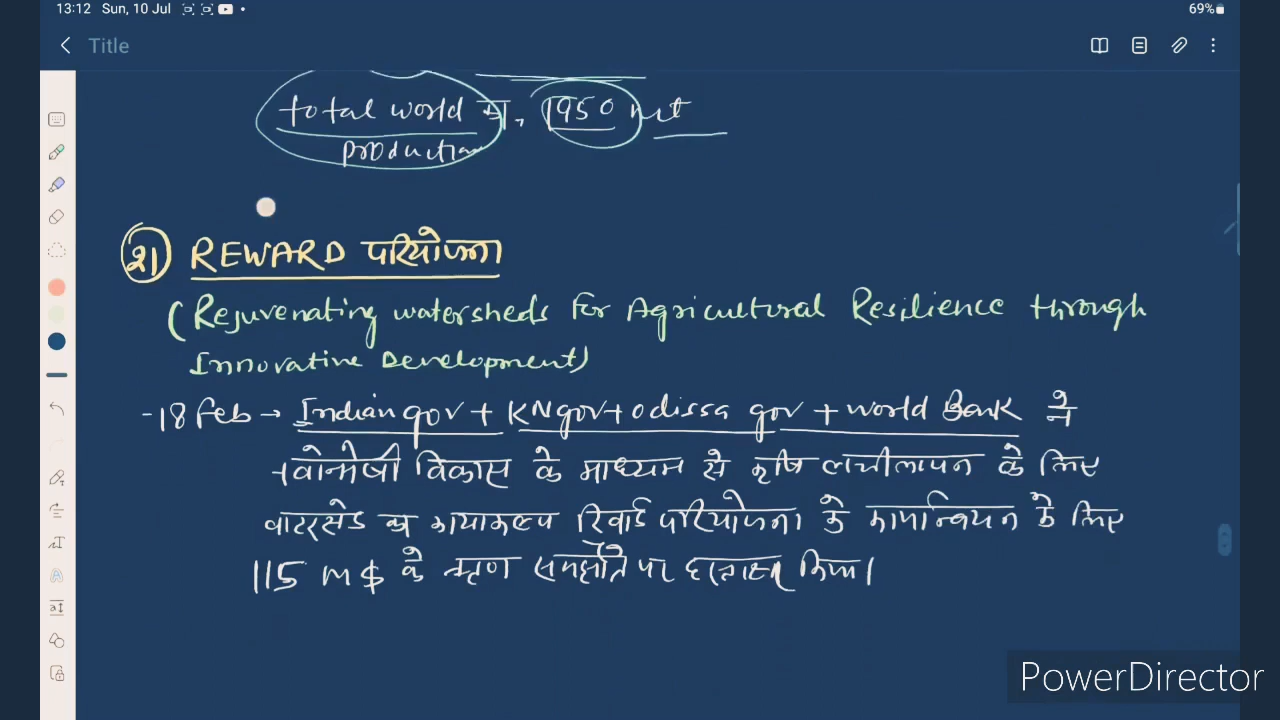 13:12 Sun, 10 Jul
69%
Title
total world म. 1950 mt
production
21 REWARD परियोजना
(Rejuvenating watersheds for Agricultural Resilience through
Innovative Development)
-18 Feb → Indian gov + KN gov + odissa gov + world Bank ने
नवोन्मेषी विकास के माध्यम से कृषि लचीलापन के लिए
वाटरसेड कायाकल्प रिवार्ड परियोजना के कार्यान्वयन के लिए
115 m $ के ऋण समझौते पर हस्ताक्षर किया।
PowerDirector